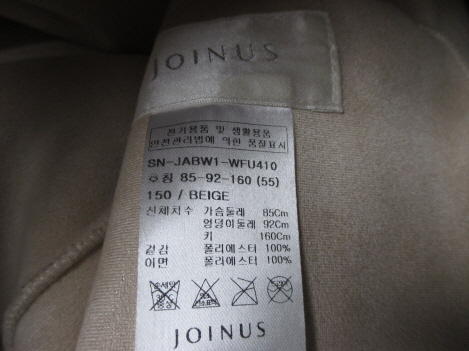 JOINUS
전기용품 및 생활용품
안전관리법에 의한 품질표시
SN-JABW1-WFU410
호칭 85-92-160 (55)
150 / BEIGE
신체치수 가슴둘레 85Cm
엉덩이둘레 92Cm
키 160Cm
겉감 폴리에스터 100%
이면 폴리에스터 100%
JOINUS